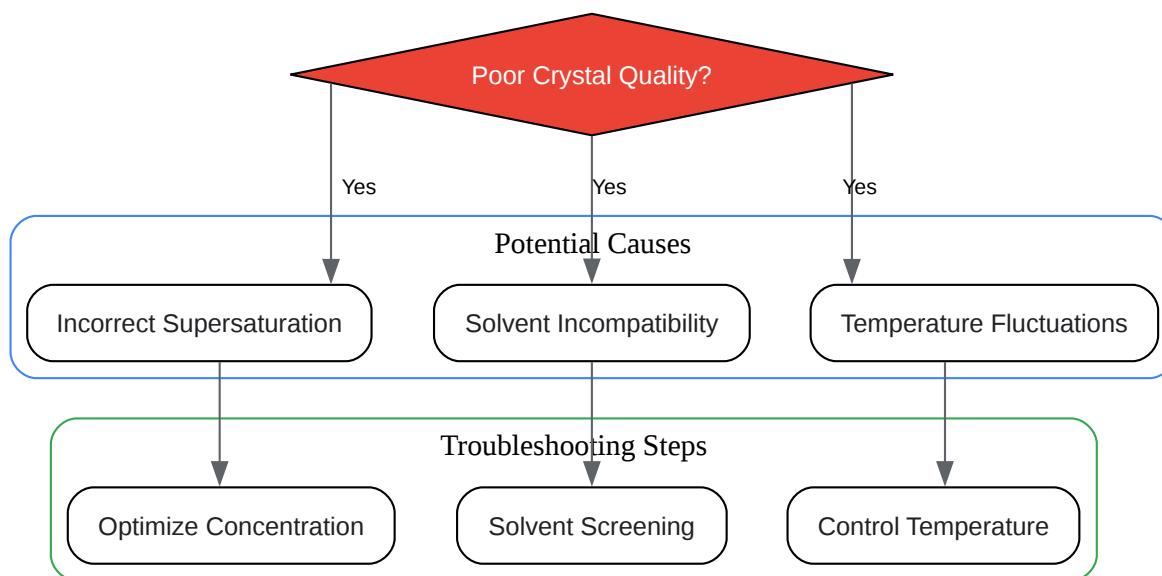 Poor Crystal Quality?
Yes
Yes
Yes
Potential Causes
Incorrect Supersaturation
Solvent Incompatibility
Temperature Fluctuations
Troubleshooting Steps
Optimize Concentration
Solvent Screening
Control Temperature